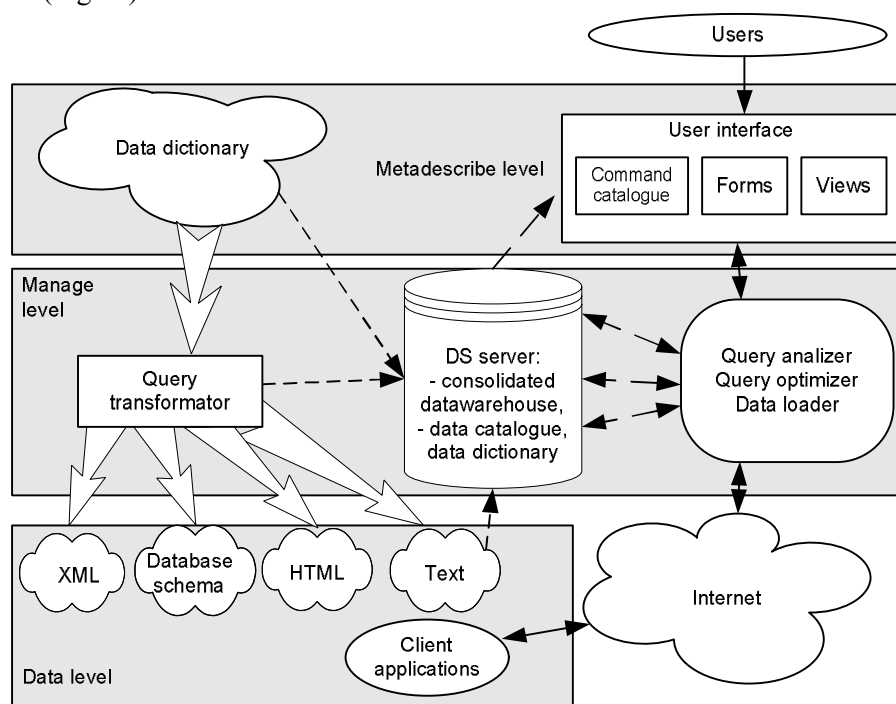 Users
User interface
Command
catalogue
Forms
Views
Data dictionary
Metadescribe level
Manage
level
Query
transformator
DS server:
- consolidated
datawarehouse,
- data catalogue,
data dictionary
Query analizer
Query optimizer
Data loader
XML
Database
schema
HTML
Text
Internet
Client
applications
Data level